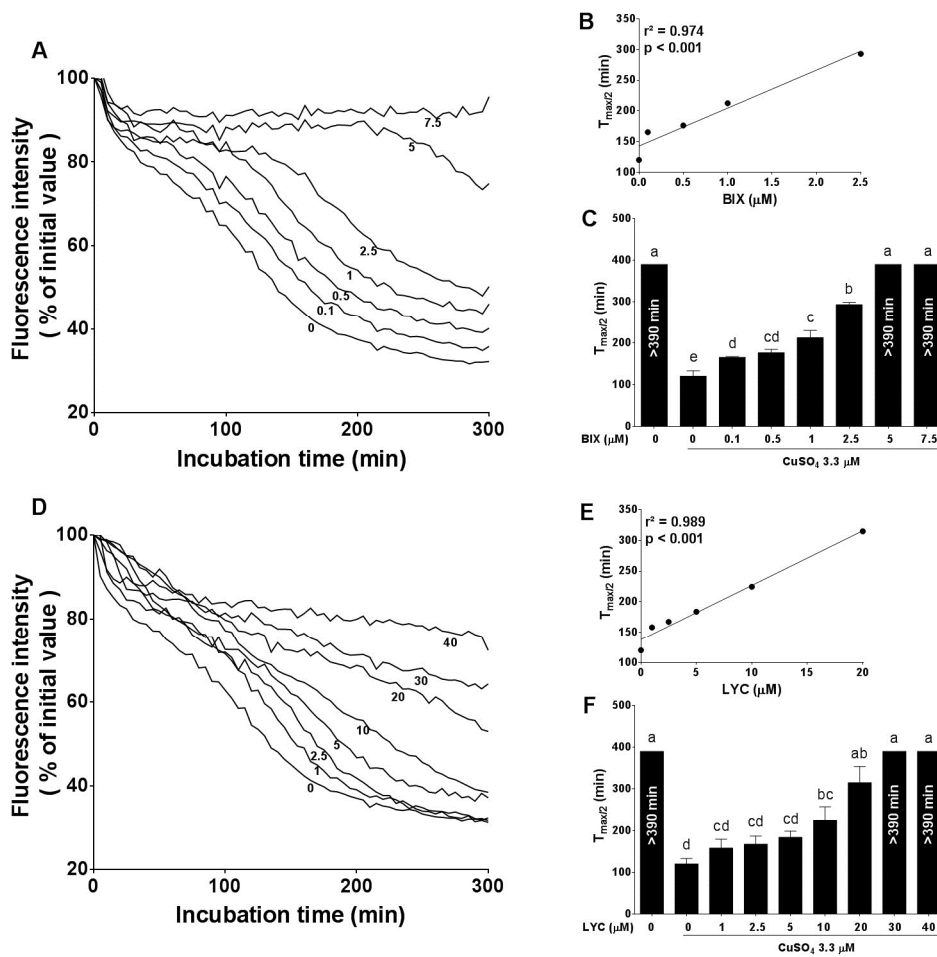 A
Fluorescence intensity
( % of initial value )
100
80
60
40
20
0
100
200
300
Incubation time (min)
7.5
5
2.5
1
0.5
0.1
0
B
r² = 0.974
p < 0.001
Tmax/2 (min)
350
300
250
200
150
100
0.0
0.5
1.0
1.5
2.0
2.5
BIX (µM)
C
Tmax/2 (min)
500
400
300
200
100
0
a
e
d
cd
c
b
a
a
>390 min
>390 min
>390 min
BIX (µM) 0 0 0.1 0.5 1 2.5 5 7.5
CuSO₄ 3.3 µM
D
Fluorescence intensity
( % of initial value )
100
80
60
40
20
0
100
200
300
Incubation time (min)
40
30
20
10
5
2.5
1
0
E
r² = 0.989
p < 0.001
Tmax/2 (min)
350
300
250
200
150
100
0
5
10
15
20
LYC (µM)
F
Tmax/2 (min)
500
400
300
200
100
0
a
d
cd
cd
cd
bc
ab
a
a
>390 min
>390 min
>390 min
LYC (µM) 0 0 1 2.5 5 10 20 30 40
CuSO₄ 3.3 µM